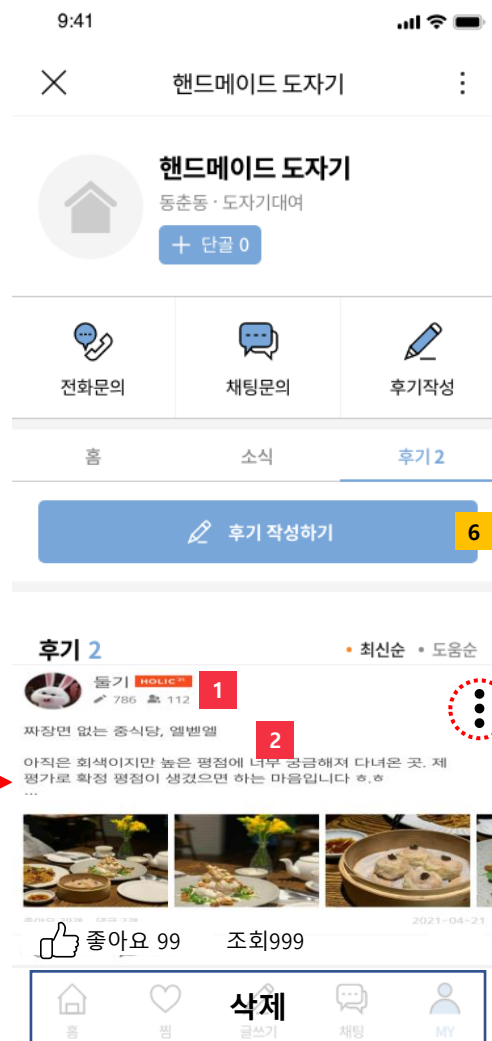 9:41
핸드메이드 도자기
핸드메이드 도자기
동춘동 · 도자기대여
+ 단골 0
전화문의
채팅문의
후기작성
홈
소식
후기 2
후기 작성하기
6
후기 2
• 최신순 • 도움순
둘기 HOLIC
786 112
1
짜장면 없는 중식당, 엘벧엘
2
아직은 회색이지만 높은 평점에 너무 궁금해져 다녀온 곳. 제
평가로 확정 평점이 생겼으면 하는 마음입니다 ㅎ.ㅎ
...
2021-04-21
좋아요 99 조회999
삭제
홈
찜
글쓰기
채팅
MY